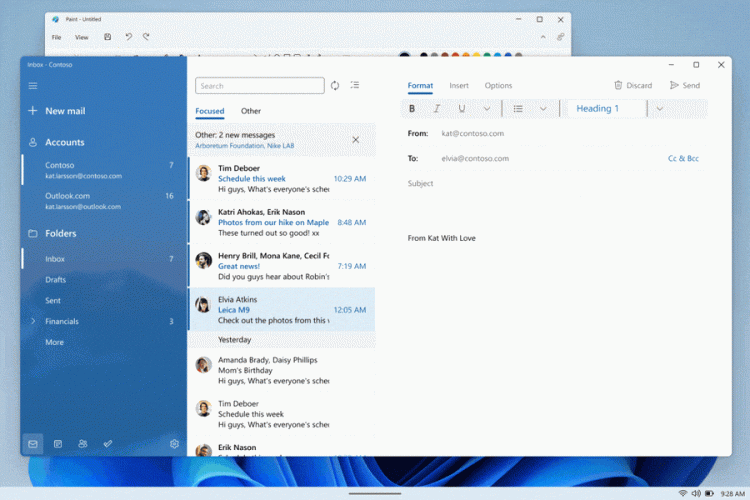 Paint - Untitled
File View
Inbox - Contoso
New mail
Accounts
Contoso 7
kat.larsson@contoso.com
Outlook.com 16
kat.larsson@outlook.com
Folders
Inbox 7
Drafts
Sent
Financials 3
More
Search
Focused Other
Other: 2 new messages
Arboretum Foundation, Nike LAB
Tim Deboer
Schedule this week 10:29 AM
Hi guys, What's everyone's sched
Katri Ahokas, Erik Nason
Photos from our hike on Maple 8:48 AM
These turned out so good! xx
Henry Brill, Mona Kane, Cecil Fo
Great news! 7:19 AM
Did you guys hear about Robin's
Elvia Atkins
Leica M9 12:05 AM
Check out the photos from this w
Yesterday
Amanda Brady, Daisy Phillips
Mom's Birthday
Hi guys, What's everyone's sched
Tim Deboer
Schedule this week
Hi guys, What's everyone's sched
Erik Nason
Format Insert Options Discard Send
B I U Heading 1
From: kat@contoso.com
To: elvia@contoso.com Cc & Bcc
Subject
From Kat With Love
9:28 AM